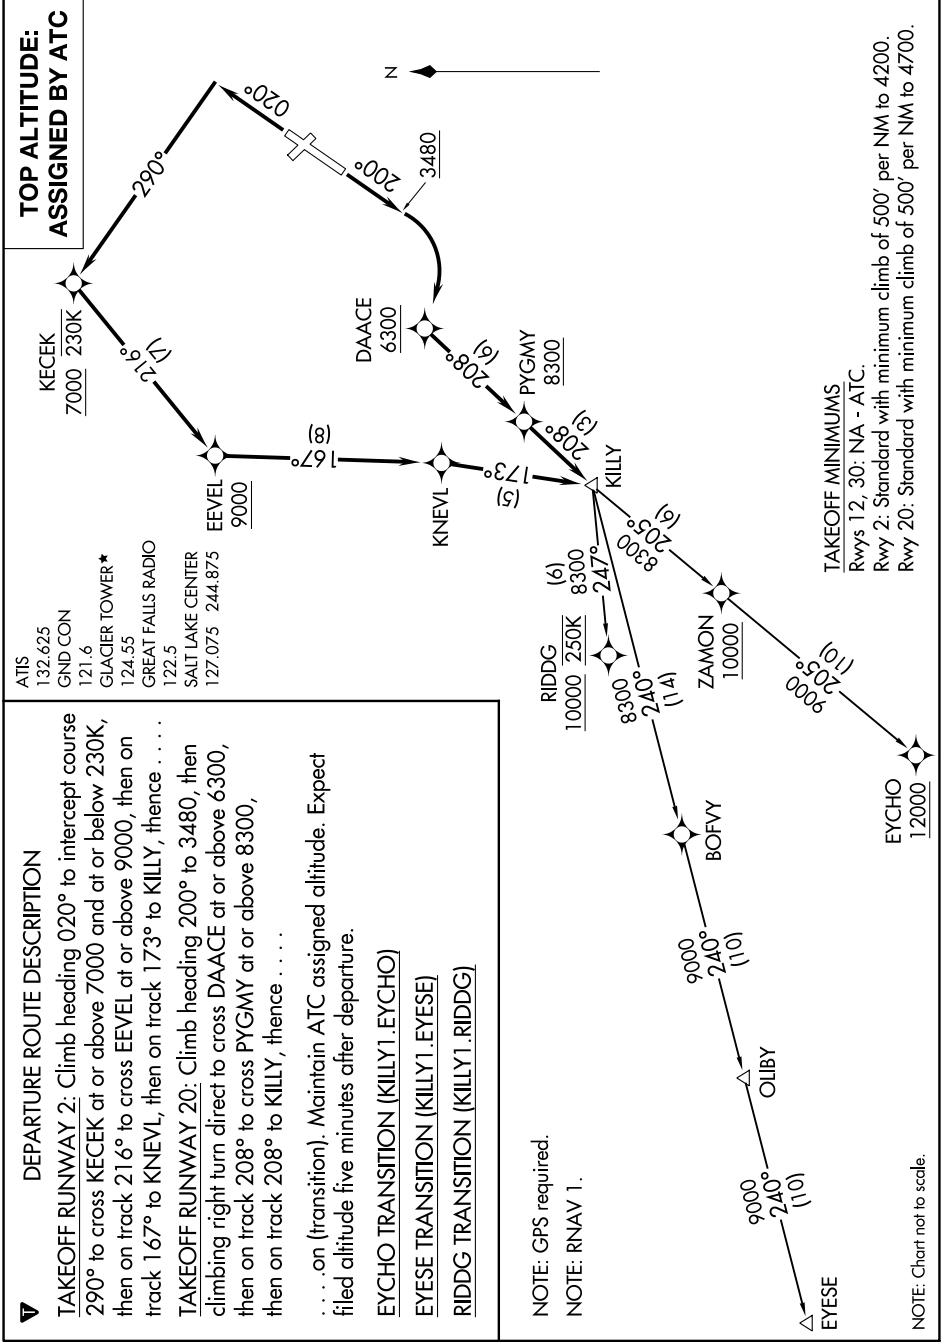 TOP ALTITUDE:
ASSIGNED BY ATC
▼ DEPARTURE ROUTE DESCRIPTION
TAKEOFF RUNWAY 2: Climb heading 020° to intercept course
290° to cross KECEK at or above 7000 and at or below 230K,
then on track 216° to cross EEVEL at or above 9000, then on
track 167° to KNEVL, then on track 173° to KILLY, thence . . . .
TAKEOFF RUNWAY 20: Climb heading 200° to 3480, then
climbing right turn direct to cross DAACE at or above 6300,
then on track 208° to cross PYGMY at or above 8300,
then on track 208° to KILLY, thence . . . .
. . . .on (transition). Maintain ATC assigned altitude. Expect
filed altitude five minutes after departure.
EYCHO TRANSITION (KILLY1.EYCHO)
EYESE TRANSITION (KILLY1.EYESE)
RIDDG TRANSITION (KILLY1.RIDDG)
ATIS
132.625
GND CON
121.6
GLACIER TOWER★
124.55
GREAT FALLS RADIO
122.5
SALT LAKE CENTER
127.075 244.875
N
020°
290°
200°
3480
KECEK
7000 230K
216°
(7)
EEVEL
9000
167°
(8)
KNEVL
173°
(5)
DAACE
6300
208°
(6)
PYGMY
8300
208°
(3)
KILLY
(6)
8300
247°
RIDDG
10000 250K
8300
240°
(14)
BOFVY
9000
240°
(10)
OLIBY
9000
240°
(10)
EYESE
8300
205°
(6)
ZAMON
10000
9000
205°
(10)
EYCHO
12000
TAKEOFF MINIMUMS
Rwys 12, 30: NA - ATC.
Rwy 2: Standard with minimum climb of 500' per NM to 4200.
Rwy 20: Standard with minimum climb of 500' per NM to 4700.
NOTE: GPS required.
NOTE: RNAV 1.
NOTE: Chart not to scale.